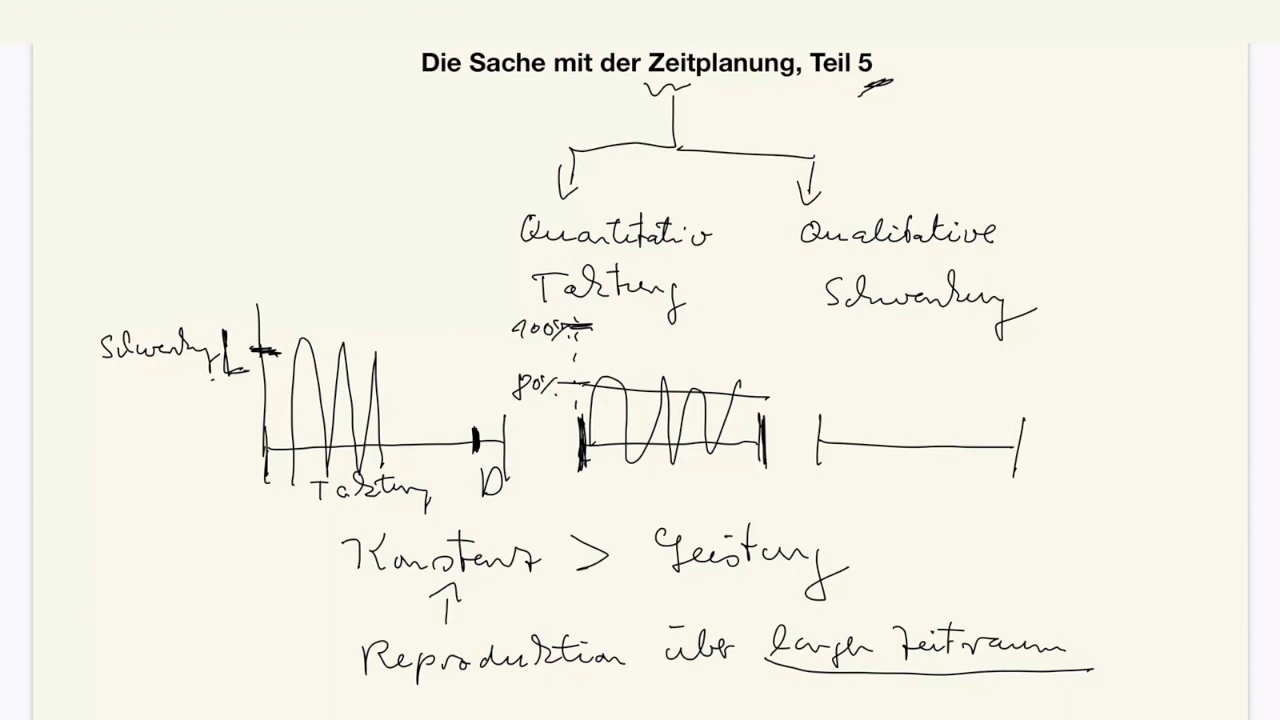 Die Sache mit der Zeitplanung, Teil 5
Quantitativ Qualitative
Taktung Schwankung
100%
Schwankung L
80%
Taktung D
Konstanz > Leistung
Reproduktion über langen Zeitraum